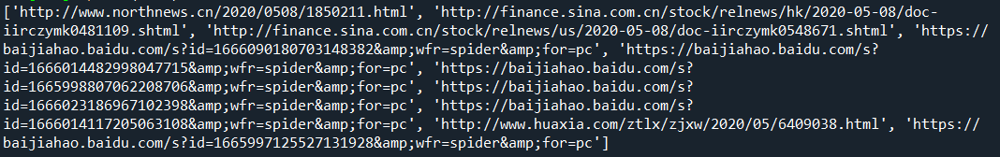 ['http://www.northnews.cn/2020/0508/1850211.html', 'http://finance.sina.com.cn/stock/relnews/hk/2020-05-08/doc-
iirczymk0481109.shtml', 'http://finance.sina.com.cn/stock/relnews/us/2020-05-08/doc-iirczymk0548671.shtml', 'https://
baijiahao.baidu.com/s?id=1666090180703148382&amp;wfr=spider&amp;for=pc', 'https://baijiahao.baidu.com/s?
id=1666014482998047715&amp;wfr=spider&amp;for=pc', 'https://baijiahao.baidu.com/s?
id=1665998807062208706&amp;wfr=spider&amp;for=pc', 'https://baijiahao.baidu.com/s?
id=1666023186967102398&amp;wfr=spider&amp;for=pc', 'https://baijiahao.baidu.com/s?
id=1666014117205063108&amp;wfr=spider&amp;for=pc', 'http://www.huaxia.com/ztlx/zjxw/2020/05/6409038.html', 'https://
baijiahao.baidu.com/s?id=1665997125527131928&amp;wfr=spider&amp;for=pc']